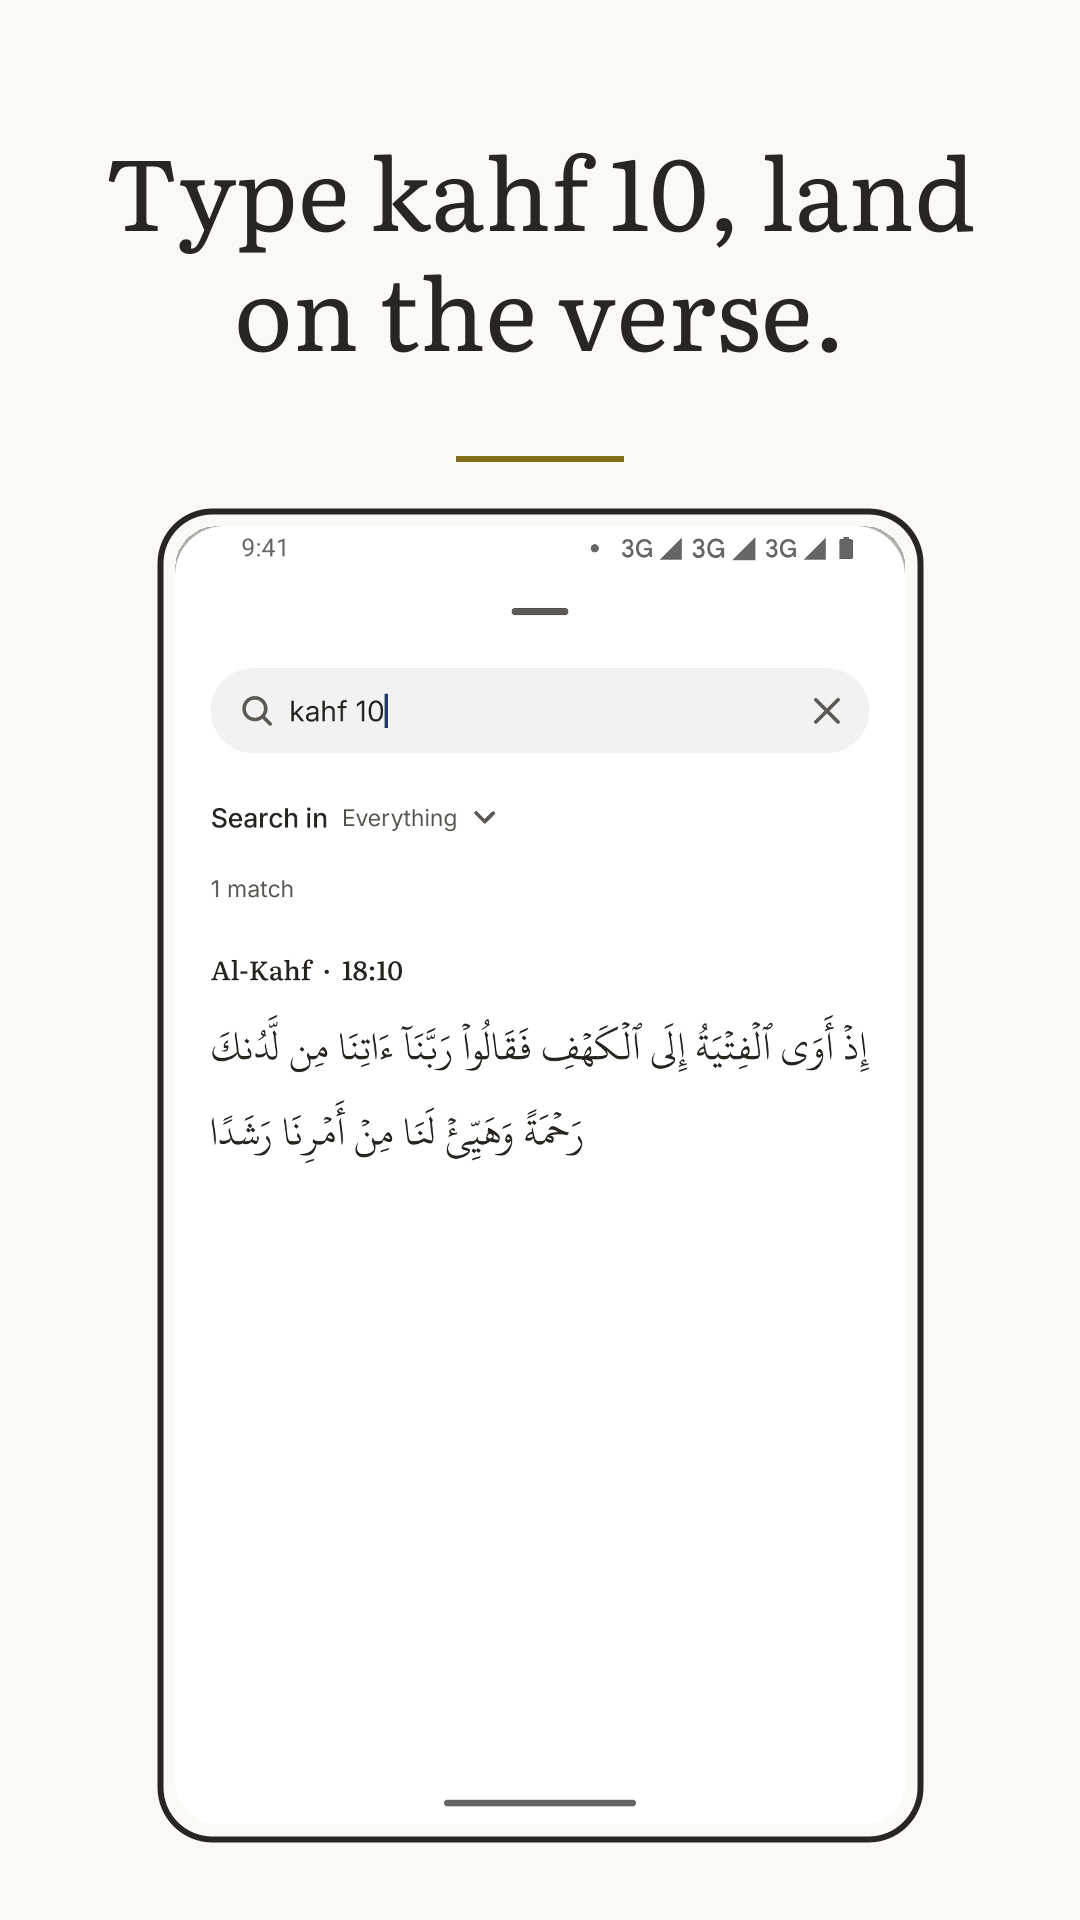 Type kahf 10, land
on the verse.
9:41
3G 3G 3G
kahf 10
Search in Everything
1 match
Al-Kahf · 18:10
إِذْ أَوَى ٱلْفِتْيَةُ إِلَى ٱلْكَهْفِ فَقَالُوا۟ رَبَّنَآ ءَاتِنَا مِن لَّدُنكَ
رَحْمَةً وَهَيِّئْ لَنَا مِنْ أَمْرِنَا رَشَدًا